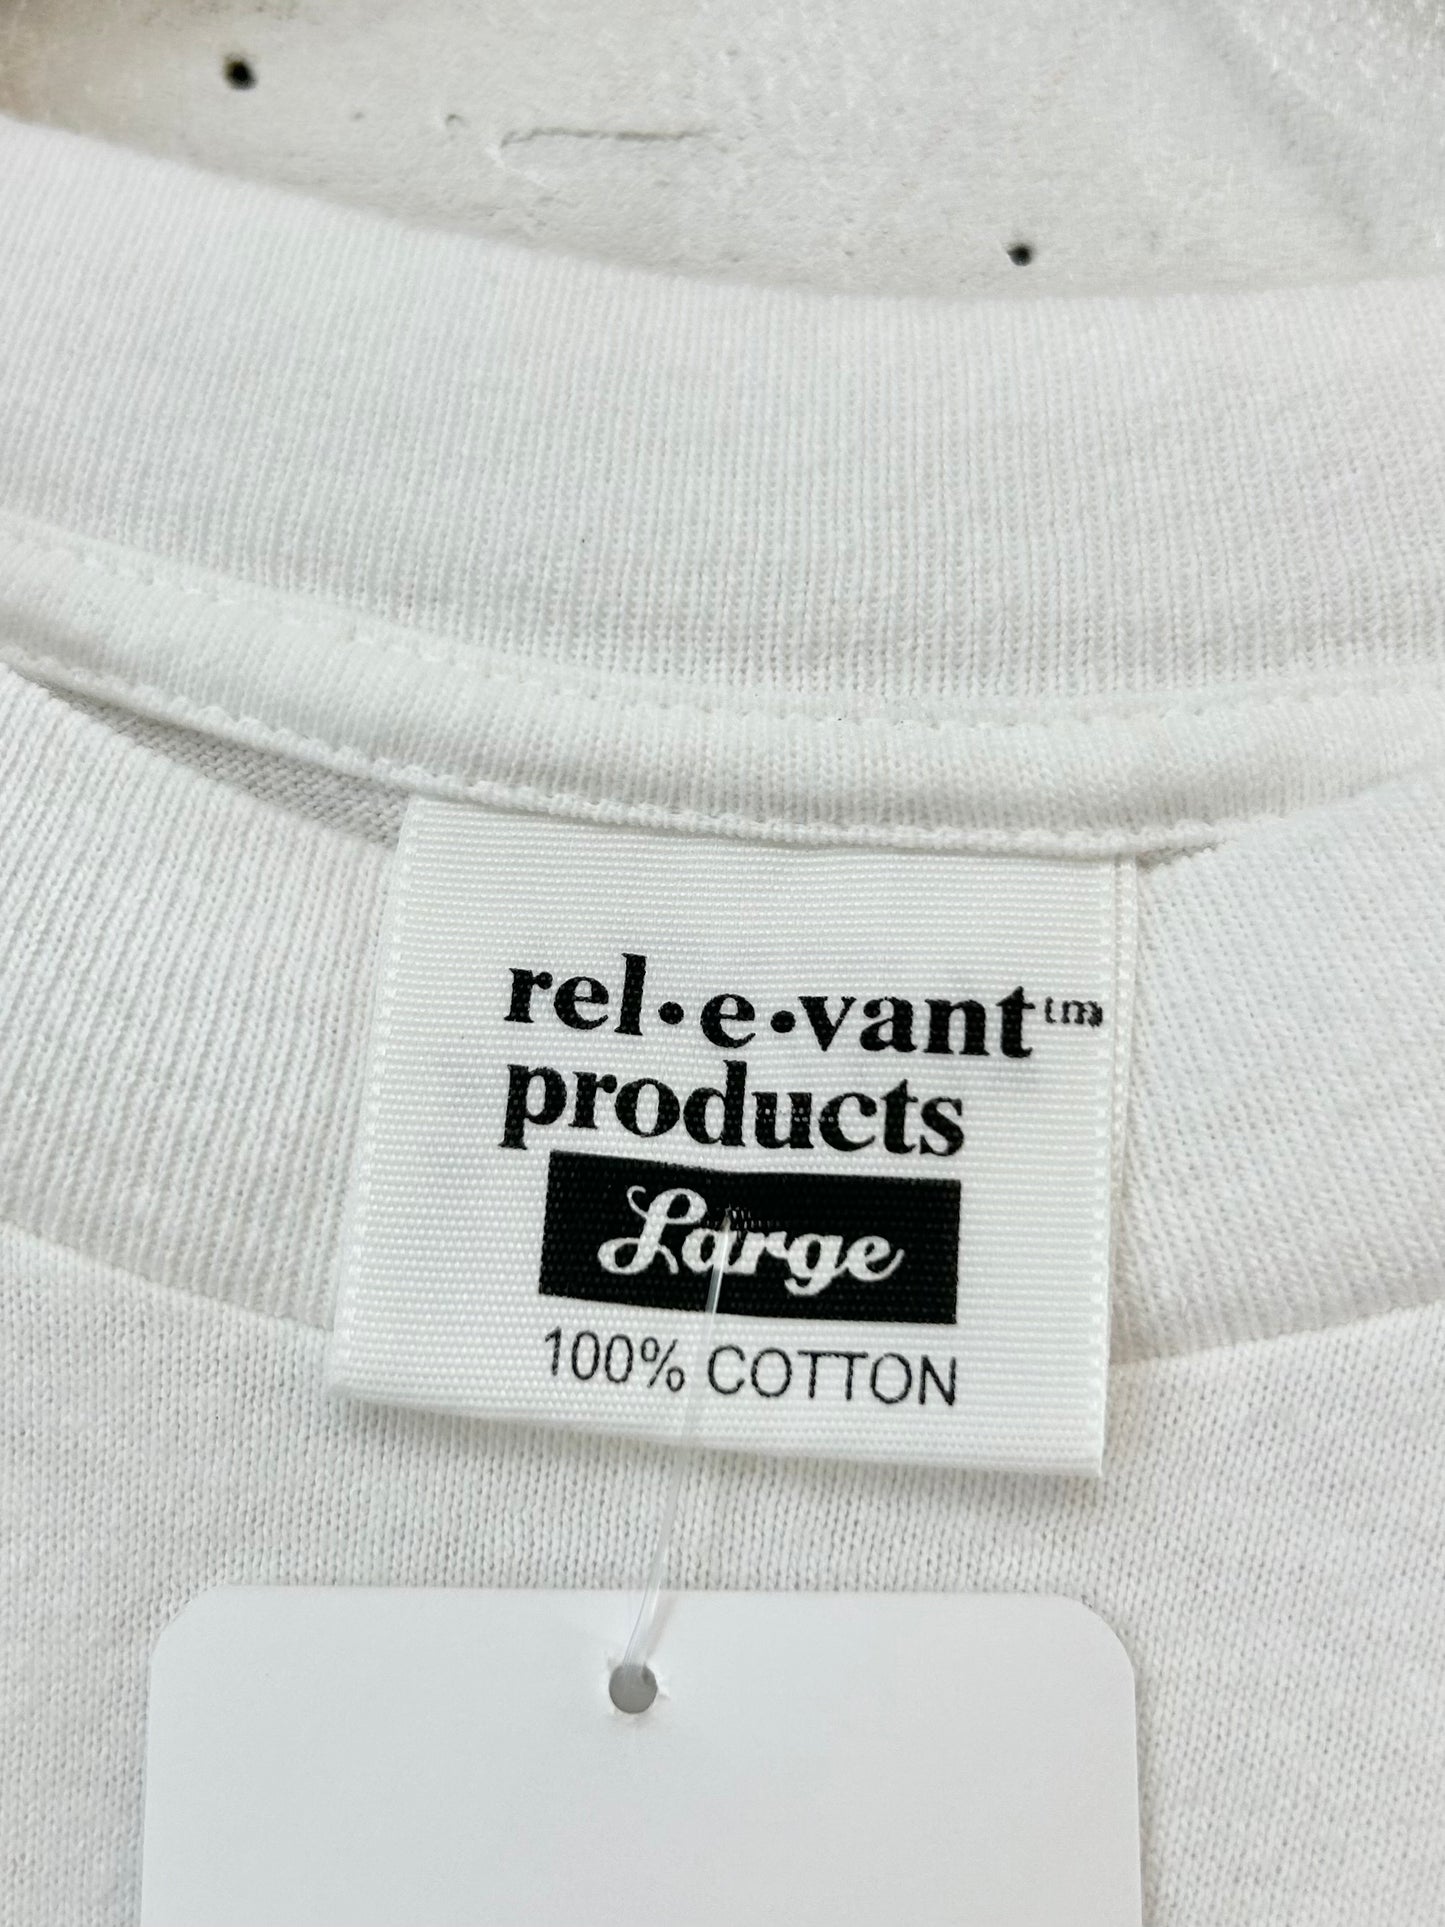 rel•e•vant™
products
Large
100% COTTON